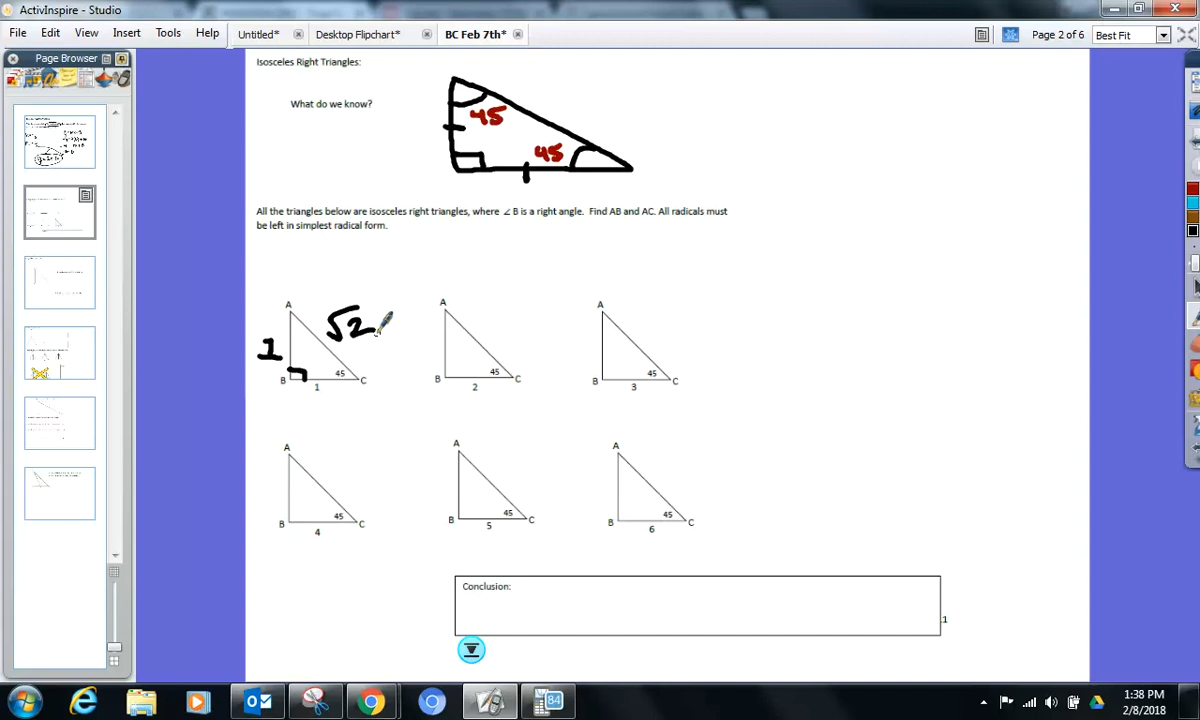 ActivInspire - Studio
File Edit View Insert Tools Help
Untitled*
Desktop Flipchart*
BC Feb 7th*
Page 2 of 6
Best Fit
Page Browser
Isosceles Right Triangles:
What do we know?
45
45
All the triangles below are isosceles right triangles, where ∠ B is a right angle. Find AB and AC. All radicals must
be left in simplest radical form.
A
1
√2
45
B
C
1
A
45
B
C
2
A
45
B
C
3
A
45
B
C
4
A
45
B
C
5
A
45
B
C
6
Conclusion:
1
84
1:38 PM
2/8/2018